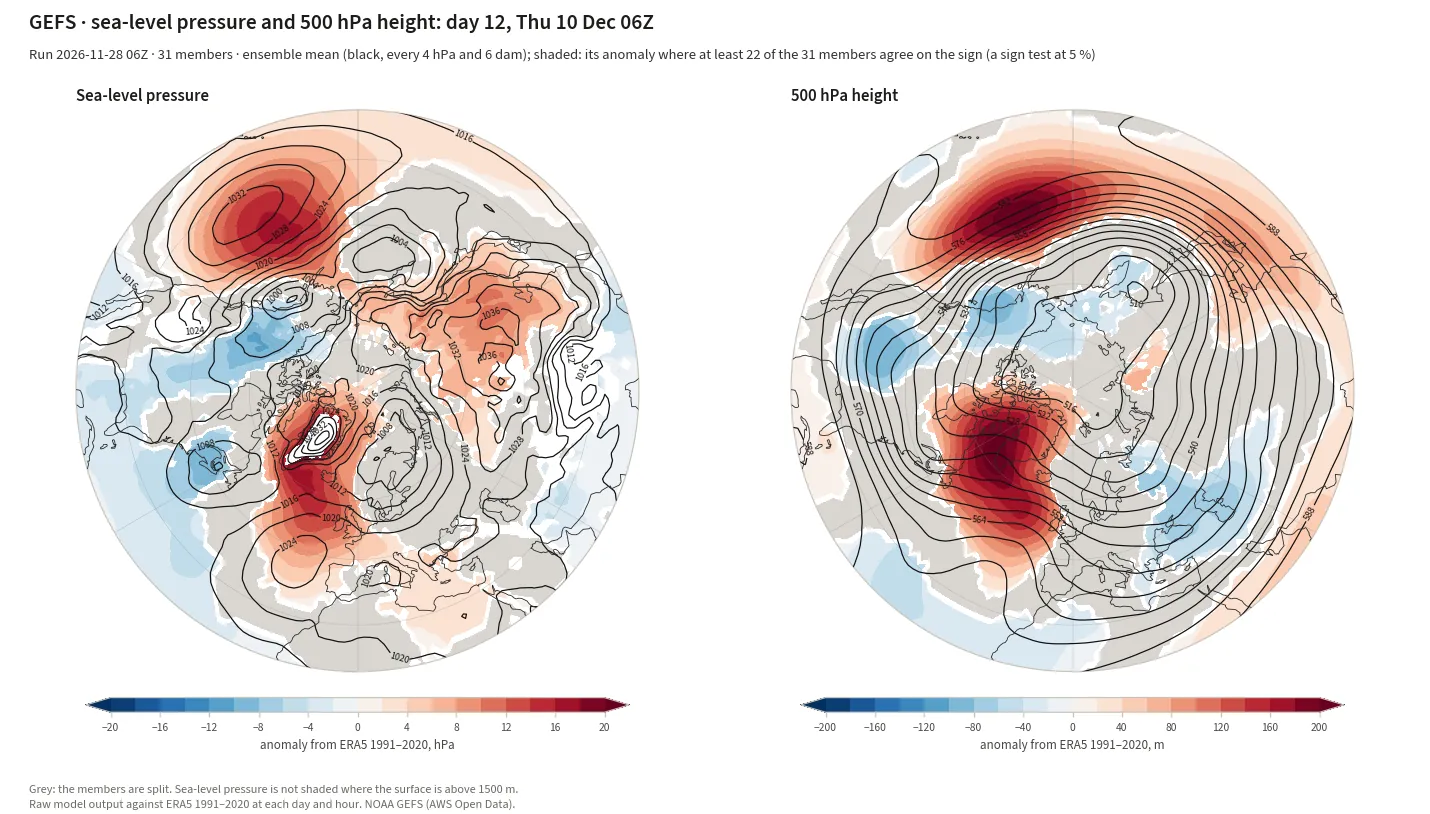 GEFS · sea-level pressure and 500 hPa height: day 12, Thu 10 Dec 06Z
Run 2026-11-28 06Z · 31 members · ensemble mean (black, every 4 hPa and 6 dam); shaded: its anomaly where at least 22 of the 31 members agree on the sign (a sign test at 5 %)
Sea-level pressure
500 hPa height
−20 −16 −12 −8 −4 0 4 8 12 16 20
anomaly from ERA5 1991–2020, hPa
−200 −160 −120 −80 −40 0 40 80 120 160 200
anomaly from ERA5 1991–2020, m
Grey: the members are split. Sea-level pressure is not shaded where the surface is above 1500 m.
Raw model output against ERA5 1991–2020 at each day and hour. NOAA GEFS (AWS Open Data).